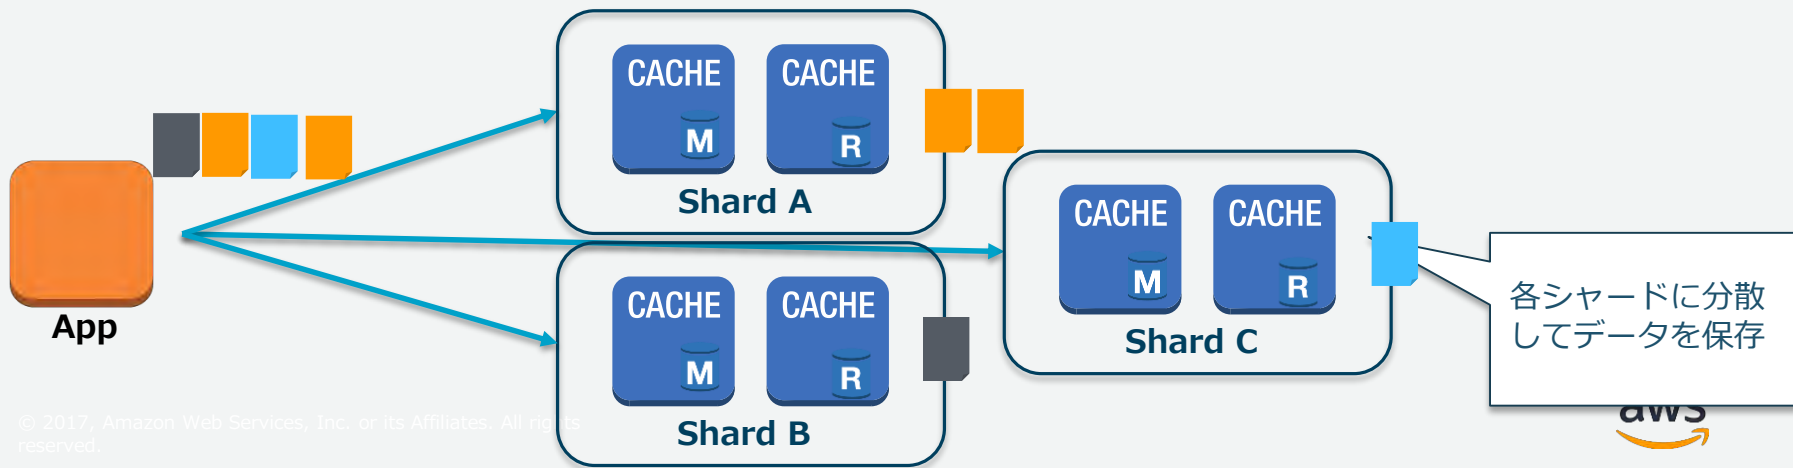 App
CACHE
M
CACHE
R
Shard A
CACHE
M
CACHE
R
Shard B
CACHE
M
CACHE
R
Shard C
各シャードに分散
してデータを保存
© 2017, Amazon Web Services, Inc. or its Affiliates. All rights
reserved.
aws